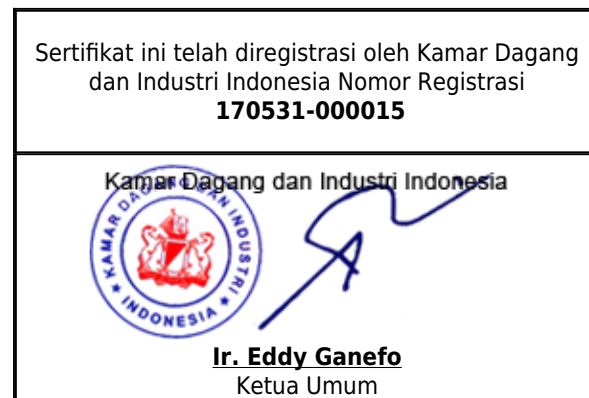 Sertifikat ini telah diregistrasi oleh Kamar Dagang
dan Industri Indonesia Nomor Registrasi
170531-000015
Kamar Dagang dan Industri Indonesia
KAMAR DAGANG DAN INDUSTRI
INDONESIA
Ir. Eddy Ganefo
Ketua Umum